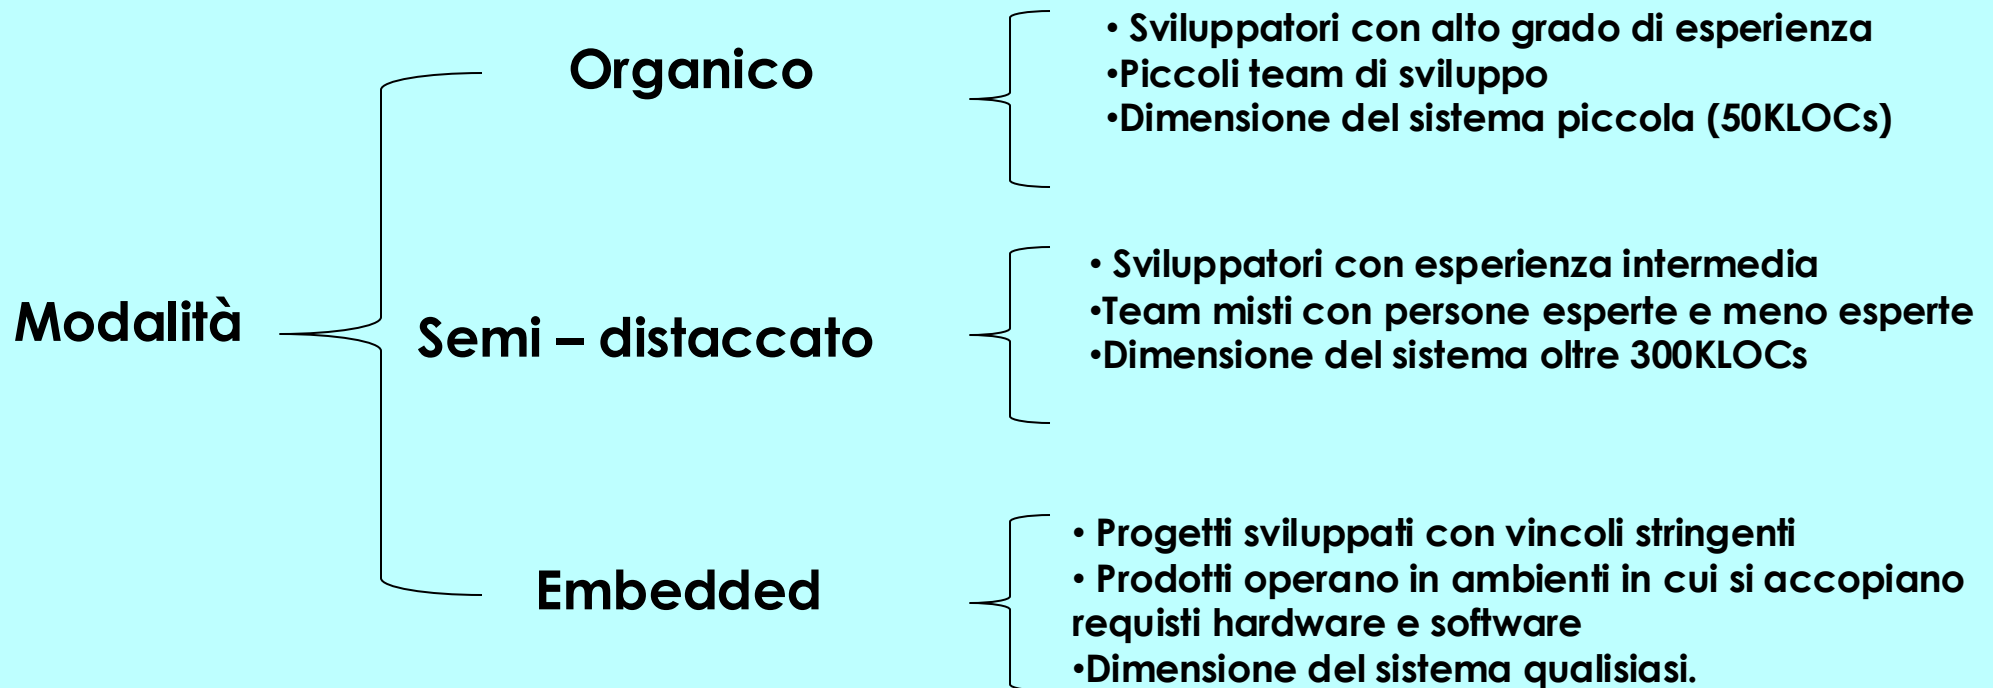 Modalità
Organico
• Sviluppatori con alto grado di esperienza
•Piccoli team di sviluppo
•Dimensione del sistema piccola (50KLOCs)
Semi – distaccato
• Sviluppatori con esperienza intermedia
•Team misti con persone esperte e meno esperte
•Dimensione del sistema oltre 300KLOCs
Embedded
• Progetti sviluppati con vincoli stringenti
• Prodotti operano in ambienti in cui si accopiano
requisti hardware e software
•Dimensione del sistema qualisiasi.